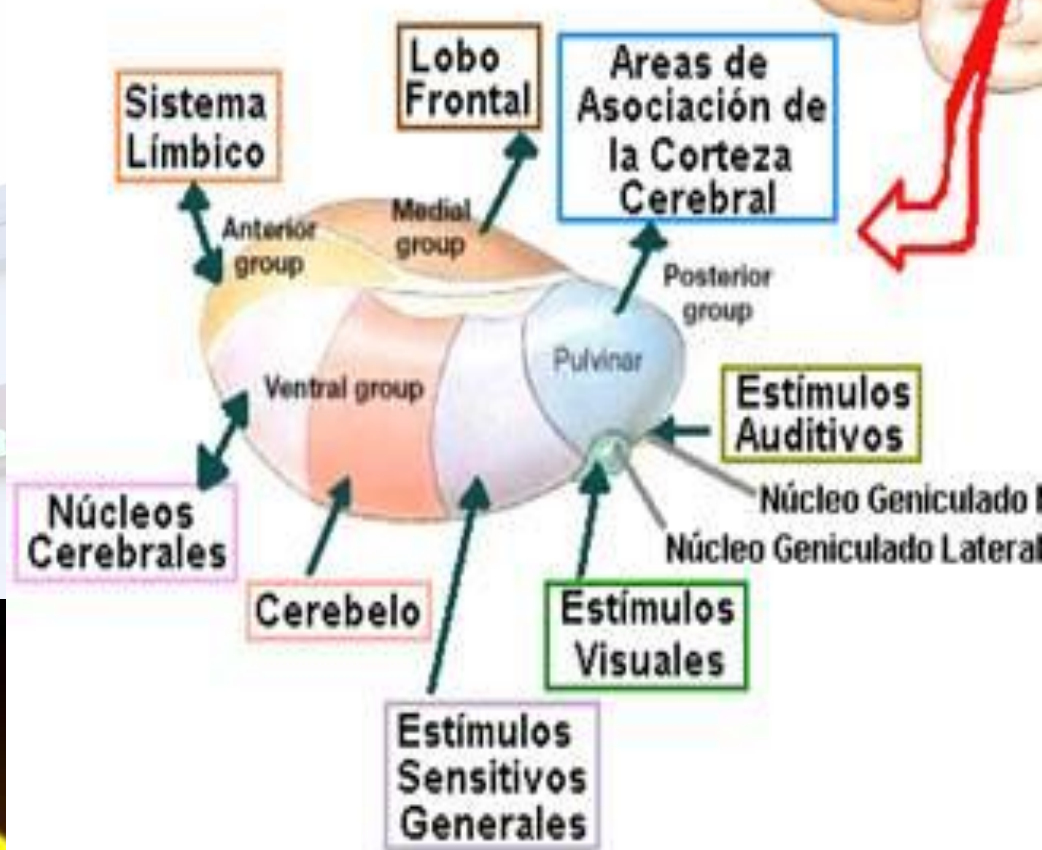 Sistema
Límbico
Lobo
Frontal
Areas de
Asociación de
la Corteza
Cerebral
Anterior
group
Medial
group
Posterior
group
Pulvinar
Ventral group
Estímulos
Auditivos
Núcleo Geniculado
Núcleo Geniculado Lateral
Núcleos
Cerebrales
Cerebelo
Estímulos
Visuales
Estímulos
Sensitivos
Generales